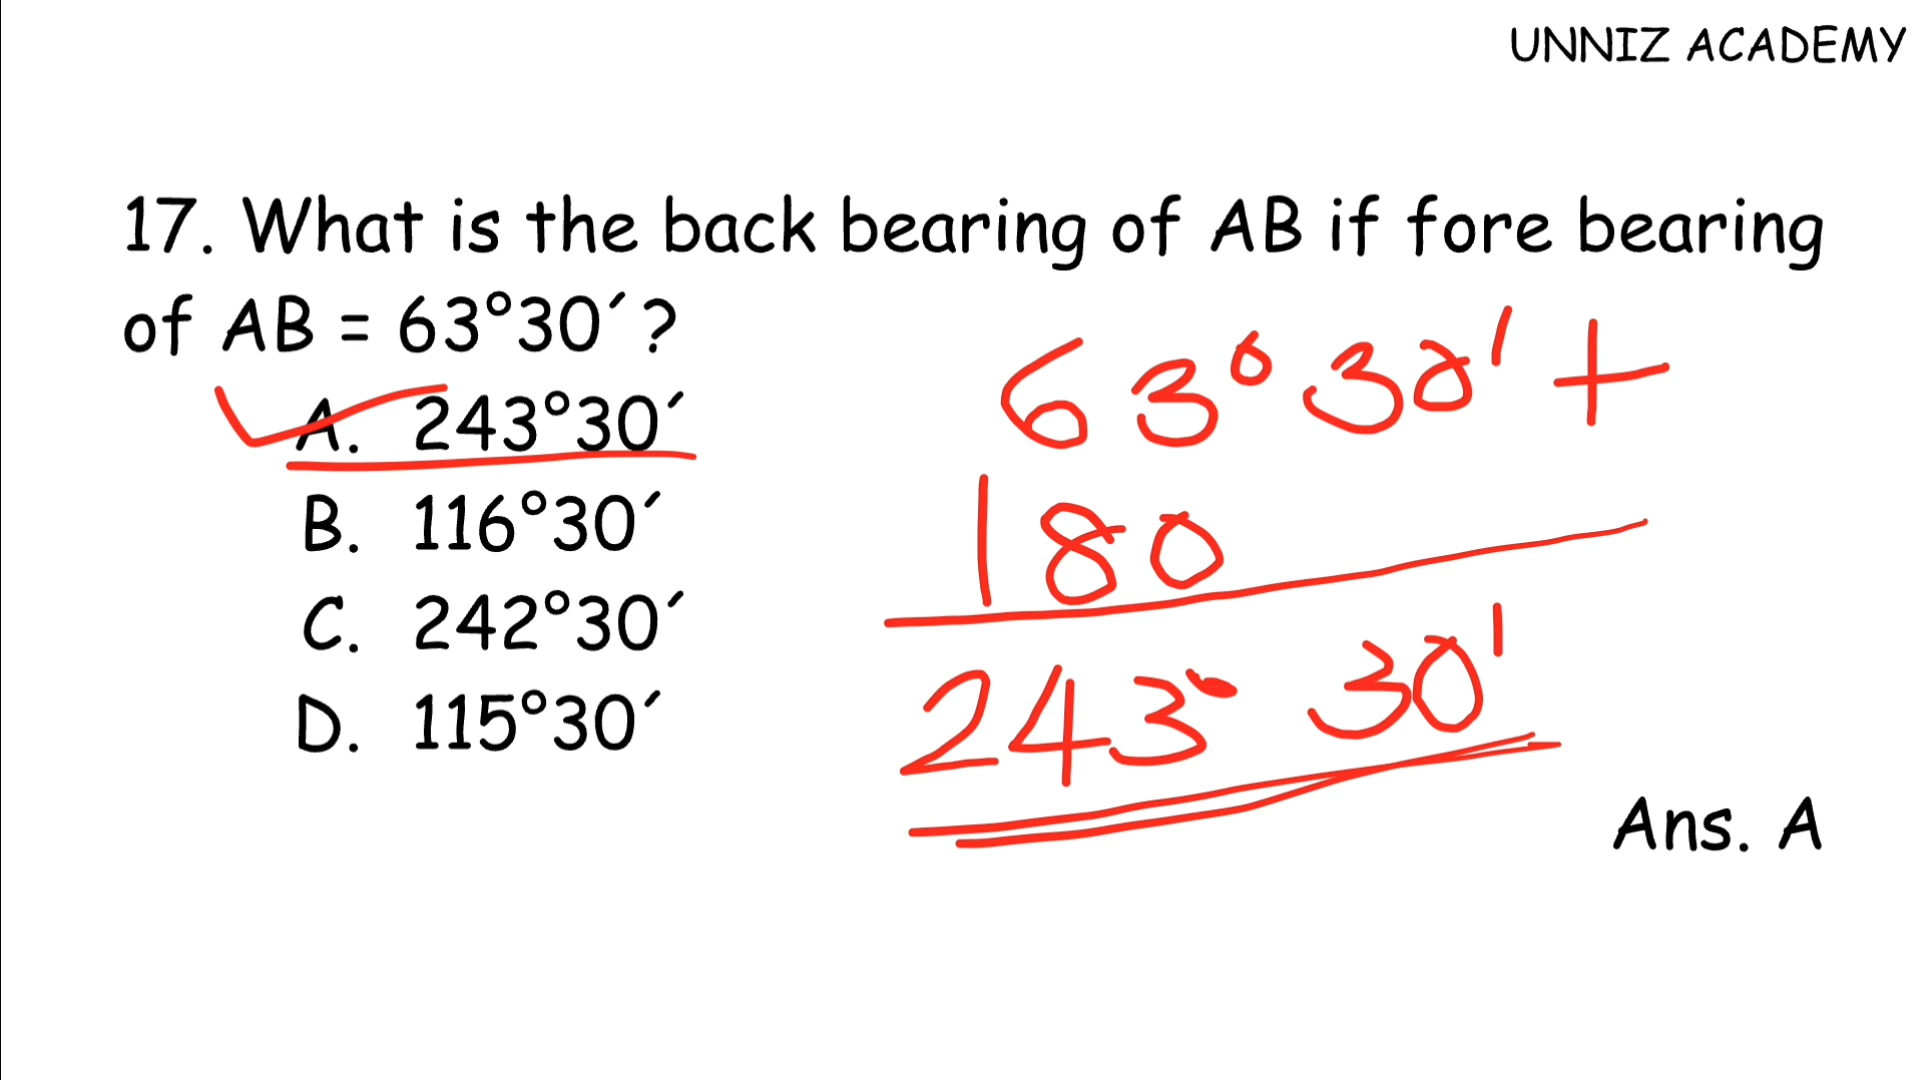 UNNIZ ACADEMY
17. What is the back bearing of AB if fore bearing
of AB = 63°30′?
A. 243°30′
B. 116°30′
C. 242°30′
D. 115°30′
63°30' +
180
243° 30'
Ans. A